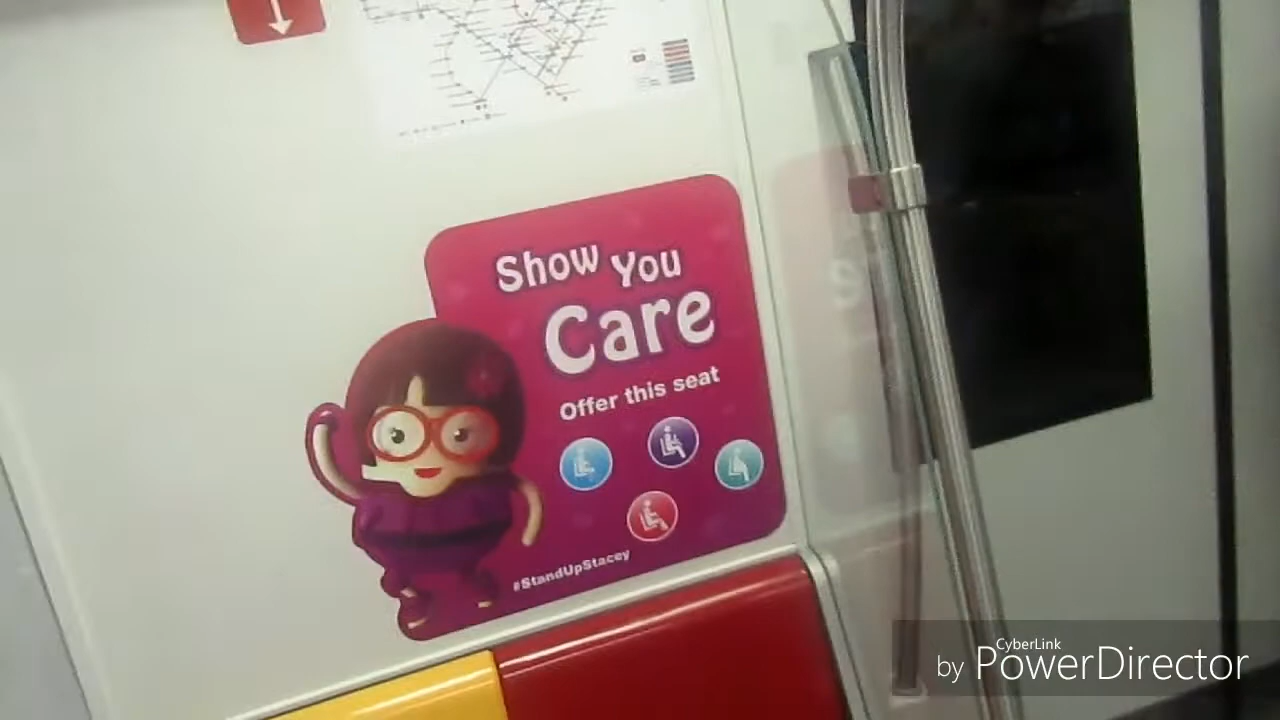 Show You
Care
Offer this seat
#StandUpStacey
CyberLink
by PowerDirector